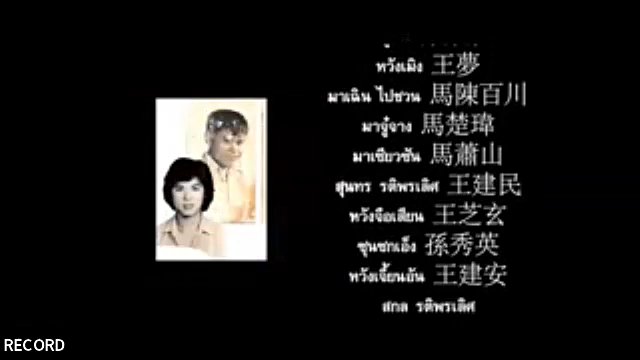 หวังเมิง 王夢
มาเฉิน ไปชวน 馬陳百川
มาจู๋จาง 馬楚瑋
มาเซียวซัน 馬蕭山
สุนทร รติพรเลิศ 王建民
หวังจือเสียน 王芝玄
ซุนซกเอ็ง 孫秀英
หวังเจี้ยนอัน 王建安
สกล รติพรเลิศ
RECORD